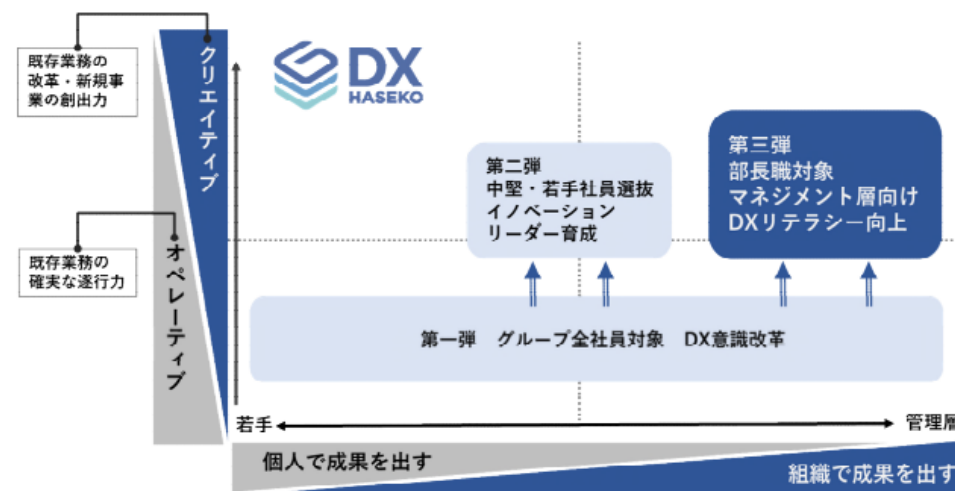 既存業務の
改革・新規事
業の創出力
クリエイティブ
DX
HASEKO
第二弾
中堅・若手社員選抜
イノベーション
リーダー育成
第三弾
部長職対象
マネジメント層向け
DXリテラシー向上
既存業務の
確実な遂行力
オペレーティブ
第一弾 グループ全社員対象 DX意識改革
若手
管理層
個人で成果を出す
組織で成果を出す